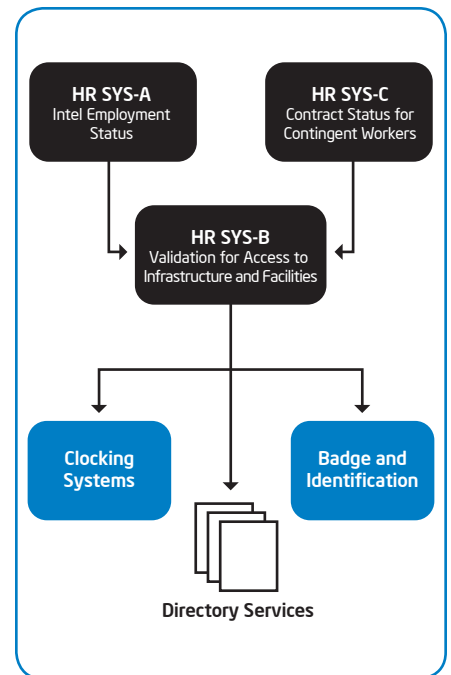 HR SYS-A
Intel Employment
Status
HR SYS-C
Contract Status for
Contingent Workers
HR SYS-B
Validation for Access to
Infrastructure and Facilities
Clocking
Systems
Badge and
Identification
Directory Services